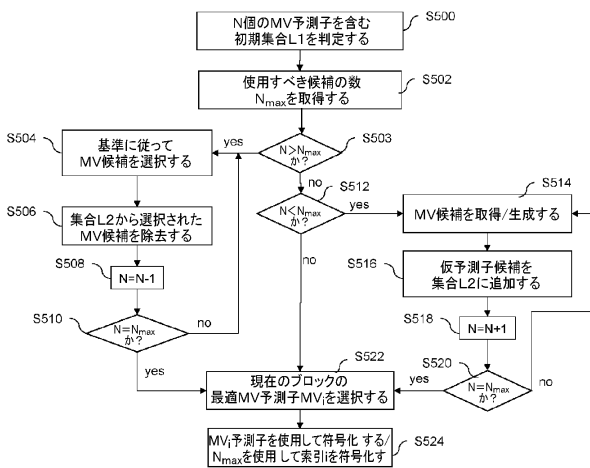 N個のMV予測子を含む
初期集合L1を判定する
S500
使用すべき候補の数
Nmaxを取得する
S502
S504
基準に従って
MV候補を選択する
yes
N>Nmax
か?
S503
no
S512
S506
集合L2から選択された
MV候補を除去する
N<Nmax
か?
yes
no
S514
MV候補を取得/生成する
S508
N=N-1
S516
仮予測子候補を
集合L2に追加する
S510
N=Nmax
か?
no
yes
S518
N=N+1
S520
N=Nmax
か?
yes
no
S522
現在のブロックの
最適MV予測子MViを選択する
MVi予測子を使用して符号化 する/
Nmaxを使用 して索引iを符号化す
S524